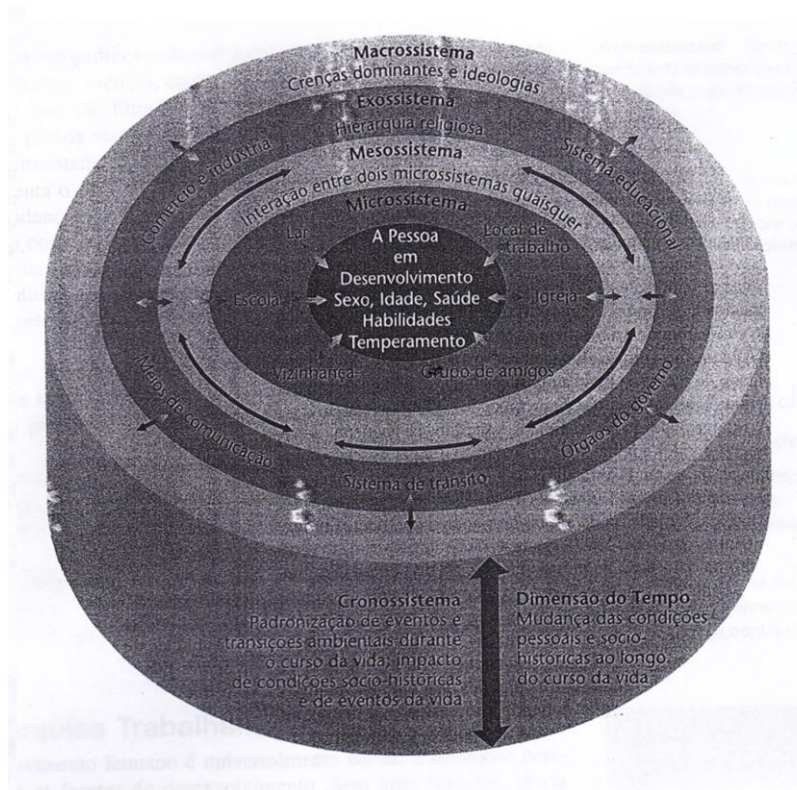 Macrossistema
Crenças dominantes e ideologias
Exossistema
Hierarquia religiosa
Comércio e indústria
Sistema educacional
Mesossistema
Interação entre dois microssistemas quaisquer
Microssistema
Lar
Local de
trabalho
A Pessoa
em
Desenvolvimento
Sexo, Idade, Saúde
Habilidades
Temperamento
Escola
Igreja
Vizinhança
Grupo de amigos
Meios de comunicação
Sistema de trânsito
Órgãos do governo
Cronossistema
Padronização de eventos e
transições ambientais durante
o curso da vida; impacto
de condições sócio-históricas
e de eventos da vida
Dimensão do Tempo
Mudança das condições
pessoais e sócio-
históricas ao longo
do curso da vida